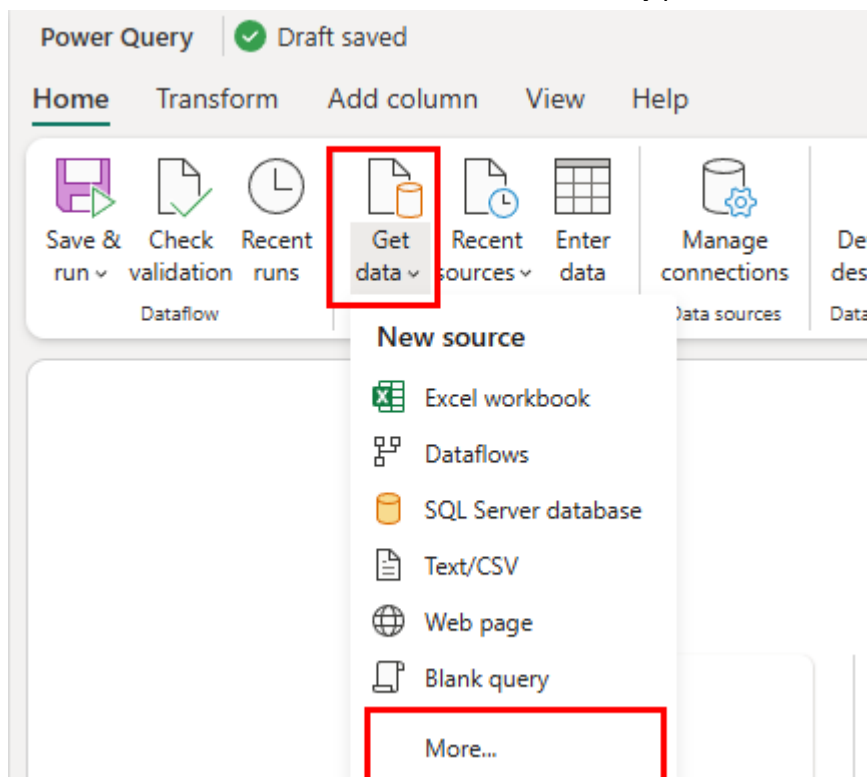 Power Query Draft saved
Home Transform Add column View Help
Save & Check Recent Get Recent Enter Manage
run validation runs data sources data connections
Dataflow Data sources
New source
Excel workbook
Dataflows
SQL Server database
Text/CSV
Web page
Blank query
More...